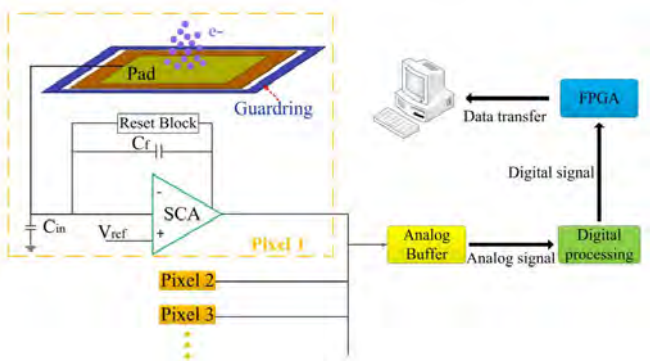 e-
Pad
Guardring
Reset Block
Cf
-
SCA
+
Cin
Vref
Pixel 1
Pixel 2
Pixel 3
FPGA
Data transfer
Digital signal
Analog
Buffer
Analog signal
Digital
processing